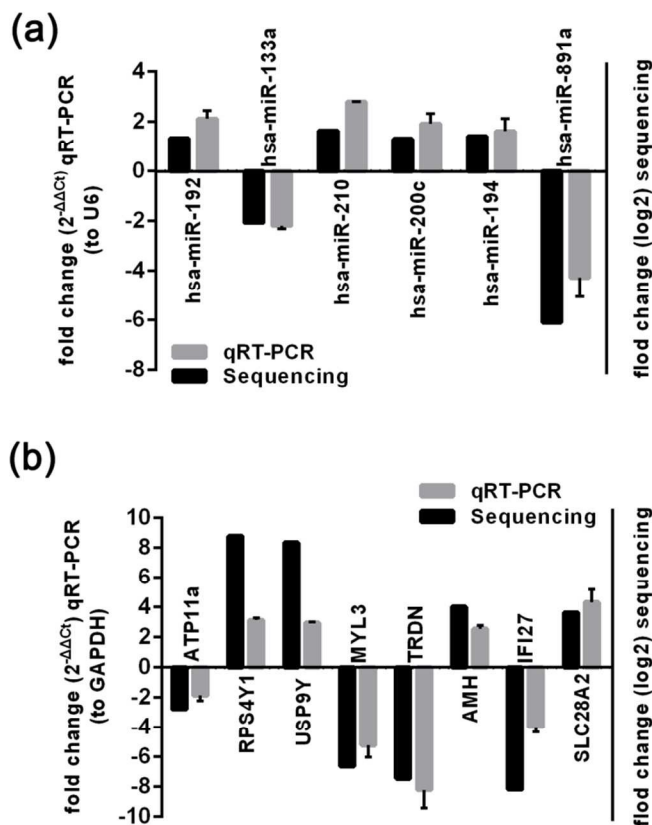 (a)
fold change (2-ΔΔCt) qRT-PCR
(to U6)
4
2
0
-2
-4
-6
-8
hsa-miR-192
hsa-miR-133a
hsa-miR-210
hsa-miR-200c
hsa-miR-194
hsa-miR-891a
qRT-PCR
Sequencing
flod change (log2) sequencing
(b)
fold change (2-ΔΔCt) qRT-PCR
(to GAPDH)
10
8
6
4
2
0
-2
-4
-6
-8
-10
qRT-PCR
Sequencing
ATP11a
RPS4Y1
USP9Y
MYL3
TRDN
AMH
IFI27
SLC28A2
flod change (log2) sequencing